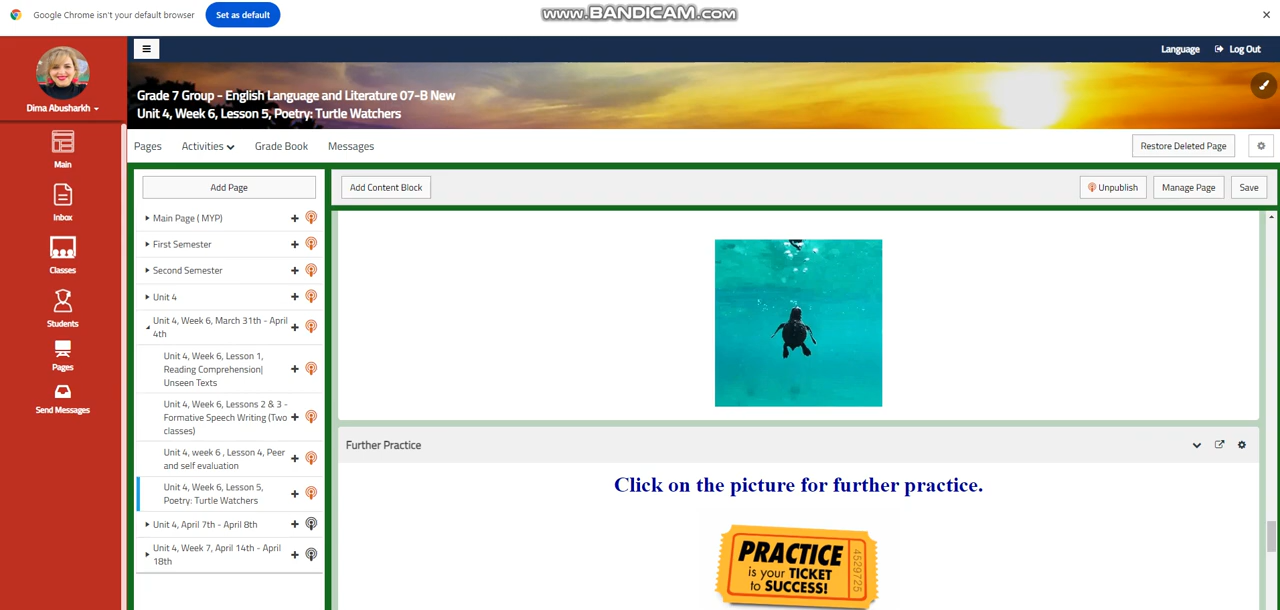 Google Chrome isn't your default browser
Set as default
www.BANDICAM.com
Language
Log Out
Dima Abusharkh
Grade 7 Group - English Language and Literature 07-B New
Unit 4, Week 6, Lesson 5, Poetry: Turtle Watchers
Pages
Activities
Grade Book
Messages
Restore Deleted Page
Main
Inbox
Classes
Students
Pages
Send Messages
Add Page
Main Page ( MYP)
First Semester
Second Semester
Unit 4
Unit 4, Week 6, March 31th - April
4th
Unit 4, Week 6, Lesson 1,
Reading Comprehension|
Unseen Texts
Unit 4, Week 6, Lessons 2 & 3 -
Formative Speech Writing (Two
classes)
Unit 4, week 6 , Lesson 4, Peer
and self evaluation
Unit 4, Week 6, Lesson 5,
Poetry: Turtle Watchers
Unit 4, April 7th - April 8th
Unit 4, Week 7, April 14th - April
18th
Add Content Block
Unpublish
Manage Page
Save
Further Practice
Click on the picture for further practice.
PRACTICE
is your TICKET
to SUCCESS!
4529725